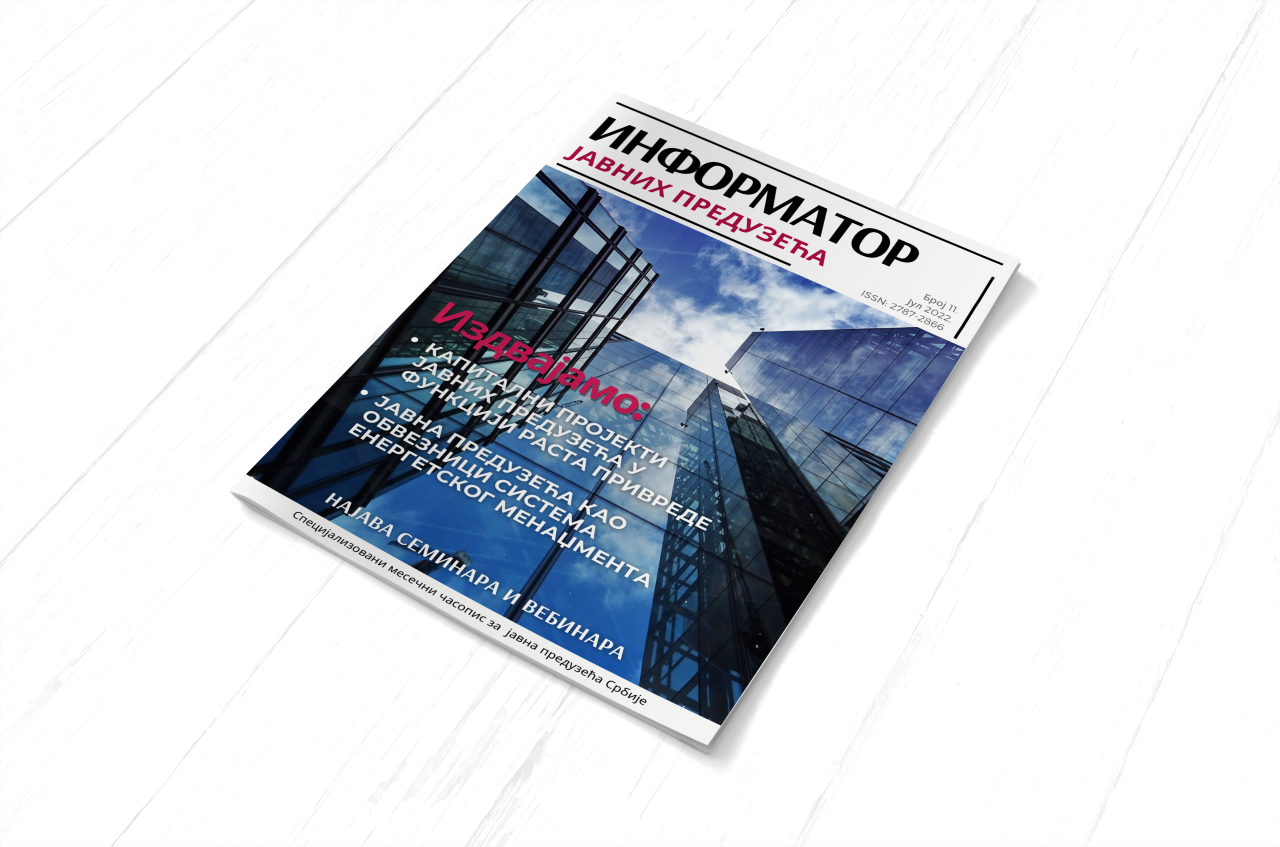 ИНФОРМАТОР
ЈАВНИХ ПРЕДУЗЕЋА
Број 11.
Јул 2022.
ISSN: 2787-2866
Издвајамо:
• КАПИТАЛНИ ПРОЈЕКТИ
ЈАВНИХ ПРЕДУЗЕЋА У
ФУНКЦИЈИ РАСТА ПРИВРЕДЕ
• ЈАВНА ПРЕДУЗЕЋА КАО
ОБВЕЗНИЦИ СИСТЕМА
ЕНЕРГЕТСКОГ МЕНАЏМЕНТА
НАЈАВА СЕМИНАРА И ВЕБИНАРА
Специјализовани месечни часопис за јавна предузећа Србије